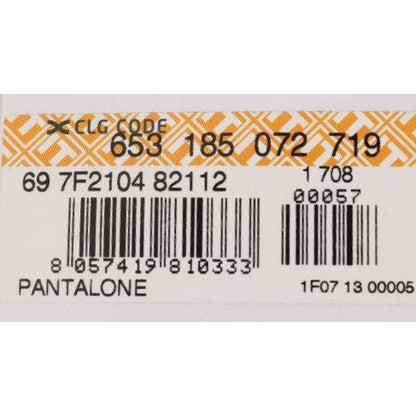 CLG CODE
653 185 072 719
69 7F2104 82112
1 708
00057
8 057419 810333
PANTALONE
1F07 13 00005